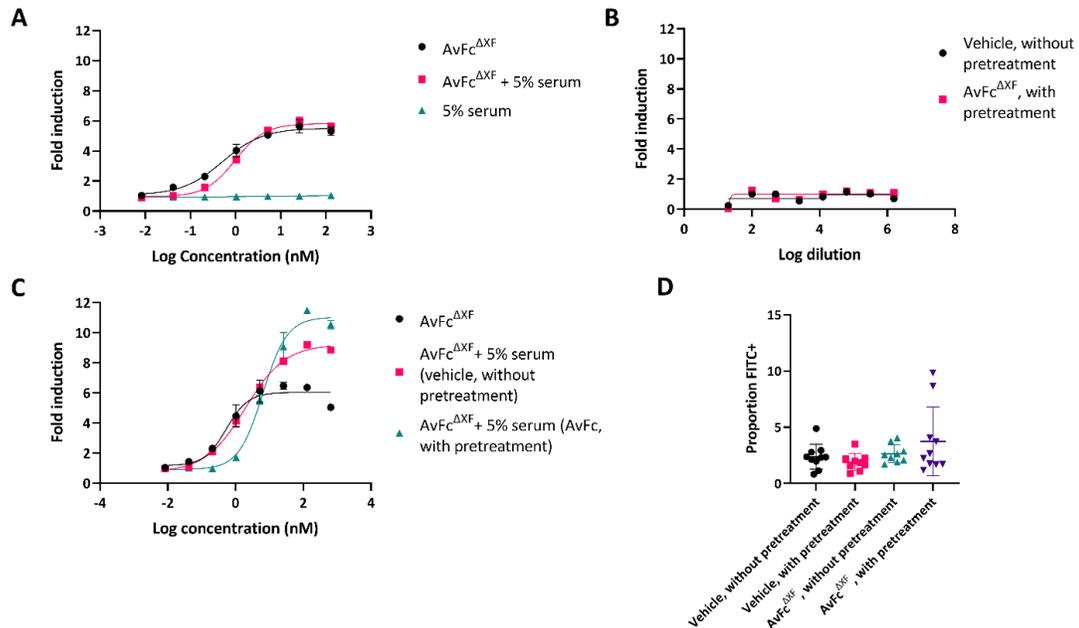 A
12
10
8
6
4
2
0
Fold induction
-3 -2 -1 0 1 2 3
Log Concentration (nM)
AvFc^ΔXF
AvFc^ΔXF + 5% serum
5% serum
B
12
10
8
6
4
2
0
Fold induction
0 2 4 6 8
Log dilution
Vehicle, without
pretreatment
AvFc^ΔXF, with
pretreatment
C
12
10
8
6
4
2
0
Fold induction
-4 -2 0 2 4
Log concentration (nM)
AvFc^ΔXF
AvFc^ΔXF+ 5% serum
(vehicle, without
pretreatment)
AvFc^ΔXF+ 5% serum (AvFc,
with pretreatment)
D
15
10
5
0
Proportion FITC+
Vehicle, without pretreatment
Vehicle, with pretreatment
AvFc^ΔXF, without pretreatment
AvFc^ΔXF, with pretreatment